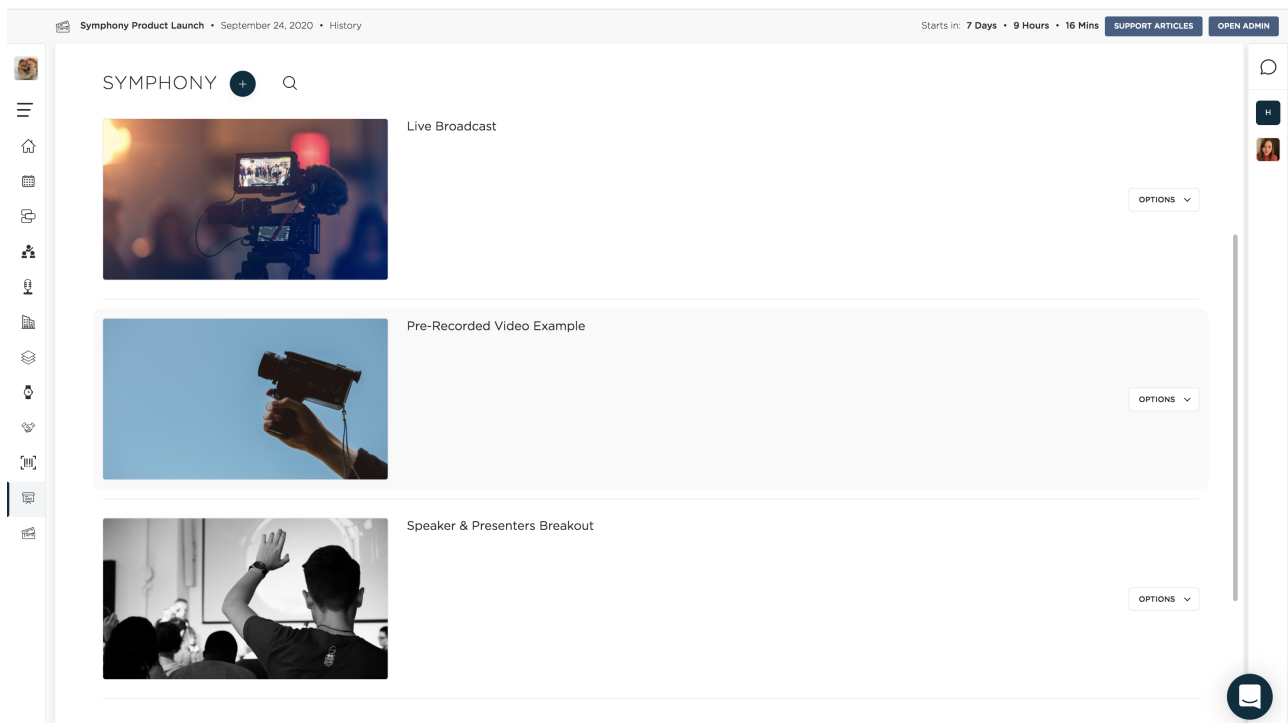 Symphony Product Launch • September 24, 2020 • History
Starts in: 7 Days • 9 Hours • 16 Mins
SUPPORT ARTICLES
OPEN ADMIN
SYMPHONY
H
Live Broadcast
OPTIONS
Pre-Recorded Video Example
OPTIONS
Speaker & Presenters Breakout
OPTIONS